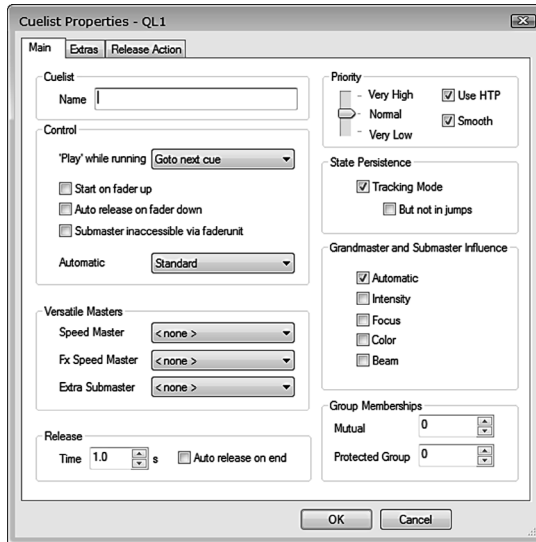 Cuelist Properties - QL1
Main Extras Release Action
Cuelist
Name
Control
'Play' while running Goto next cue
Start on fader up
Auto release on fader down
Submaster inaccessible via faderunit
Automatic Standard
Versatile Masters
Speed Master < none >
Fx Speed Master < none >
Extra Submaster < none >
Release
Time 1.0 s Auto release on end
Priority
Very High Use HTP
Normal
Smooth
Very Low
State Persistence
Tracking Mode
But not in jumps
Grandmaster and Submaster Influence
Automatic
Intensity
Focus
Color
Beam
Group Memberships
Mutual 0
Protected Group 0
OK Cancel